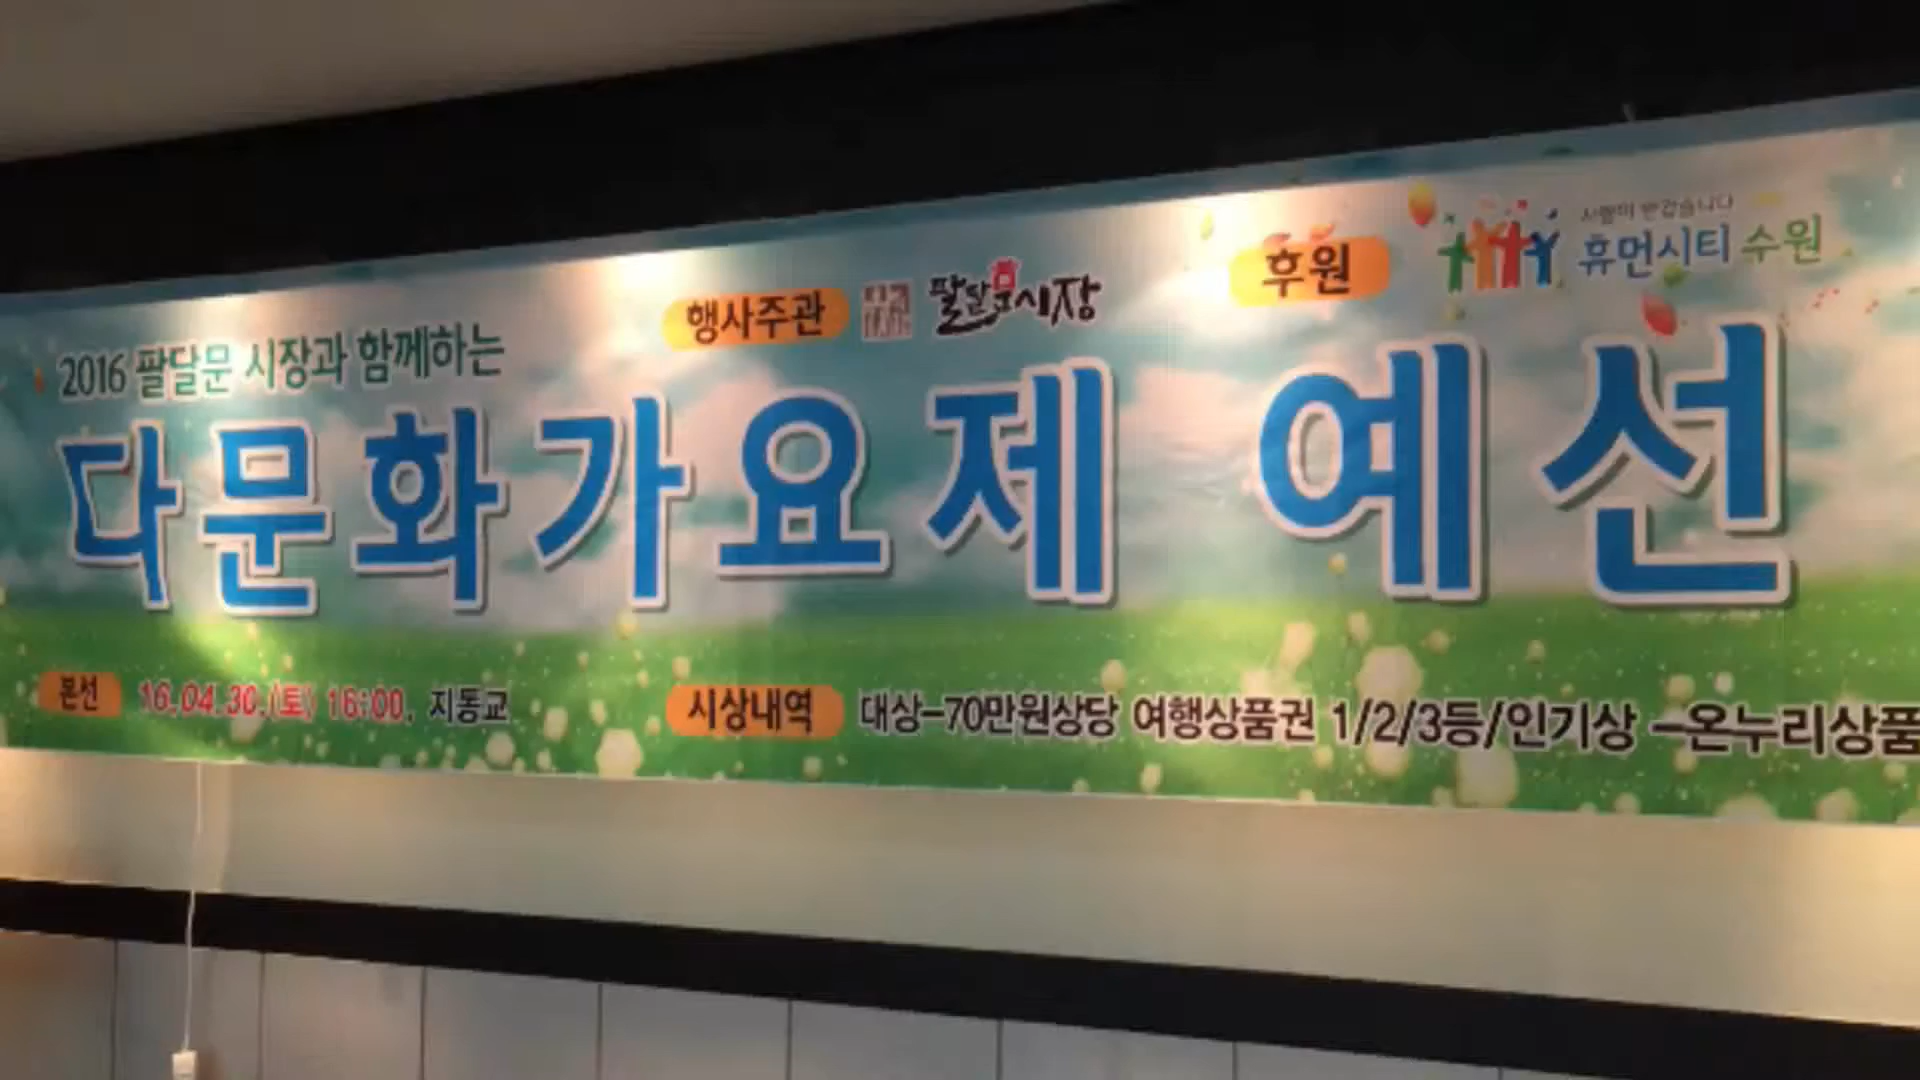 2016 팔달문 시장과 함께하는
행사주관 팔달문시장
후원 사람이 반갑습니다
휴먼시티 수원
다문화가요제 예선
본선 16.04.30.(토) 16:00. 지동교
시상내역 대상-70만원상당 여행상품권 1/2/3등/인기상 -온누리상품